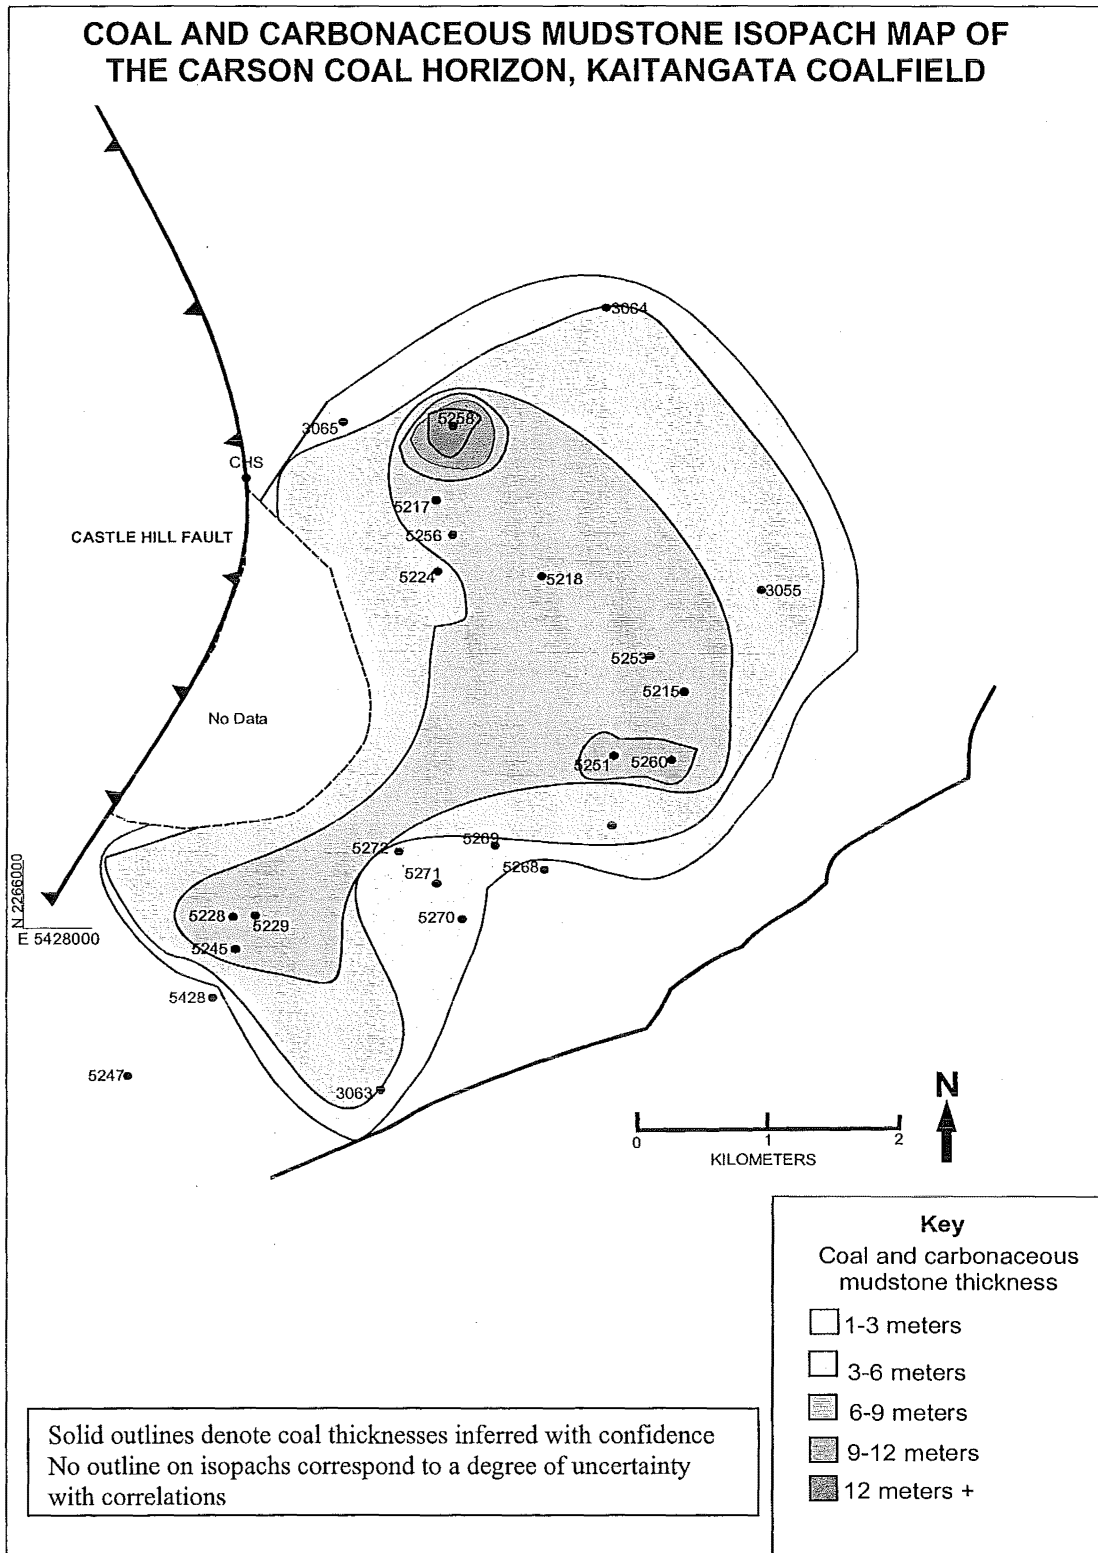 COAL AND CARBONACEOUS MUDSTONE ISOPACH MAP OF
THE CARSON COAL HORIZON, KAITANGATA COALFIELD
3064
3065
5258
CHS
5217
CASTLE HILL FAULT
5256
5224
5218
3055
5253
5215
No Data
5251
5260
5272
5289
5268
5271
5270
5228
5229
5245
N 2266000
E 5428000
5428
5247
3063
N
0
1
2
KILOMETERS
Key
Coal and carbonaceous
mudstone thickness
1-3 meters
3-6 meters
6-9 meters
9-12 meters
12 meters +
Solid outlines denote coal thicknesses inferred with confidence
No outline on isopachs correspond to a degree of uncertainty
with correlations